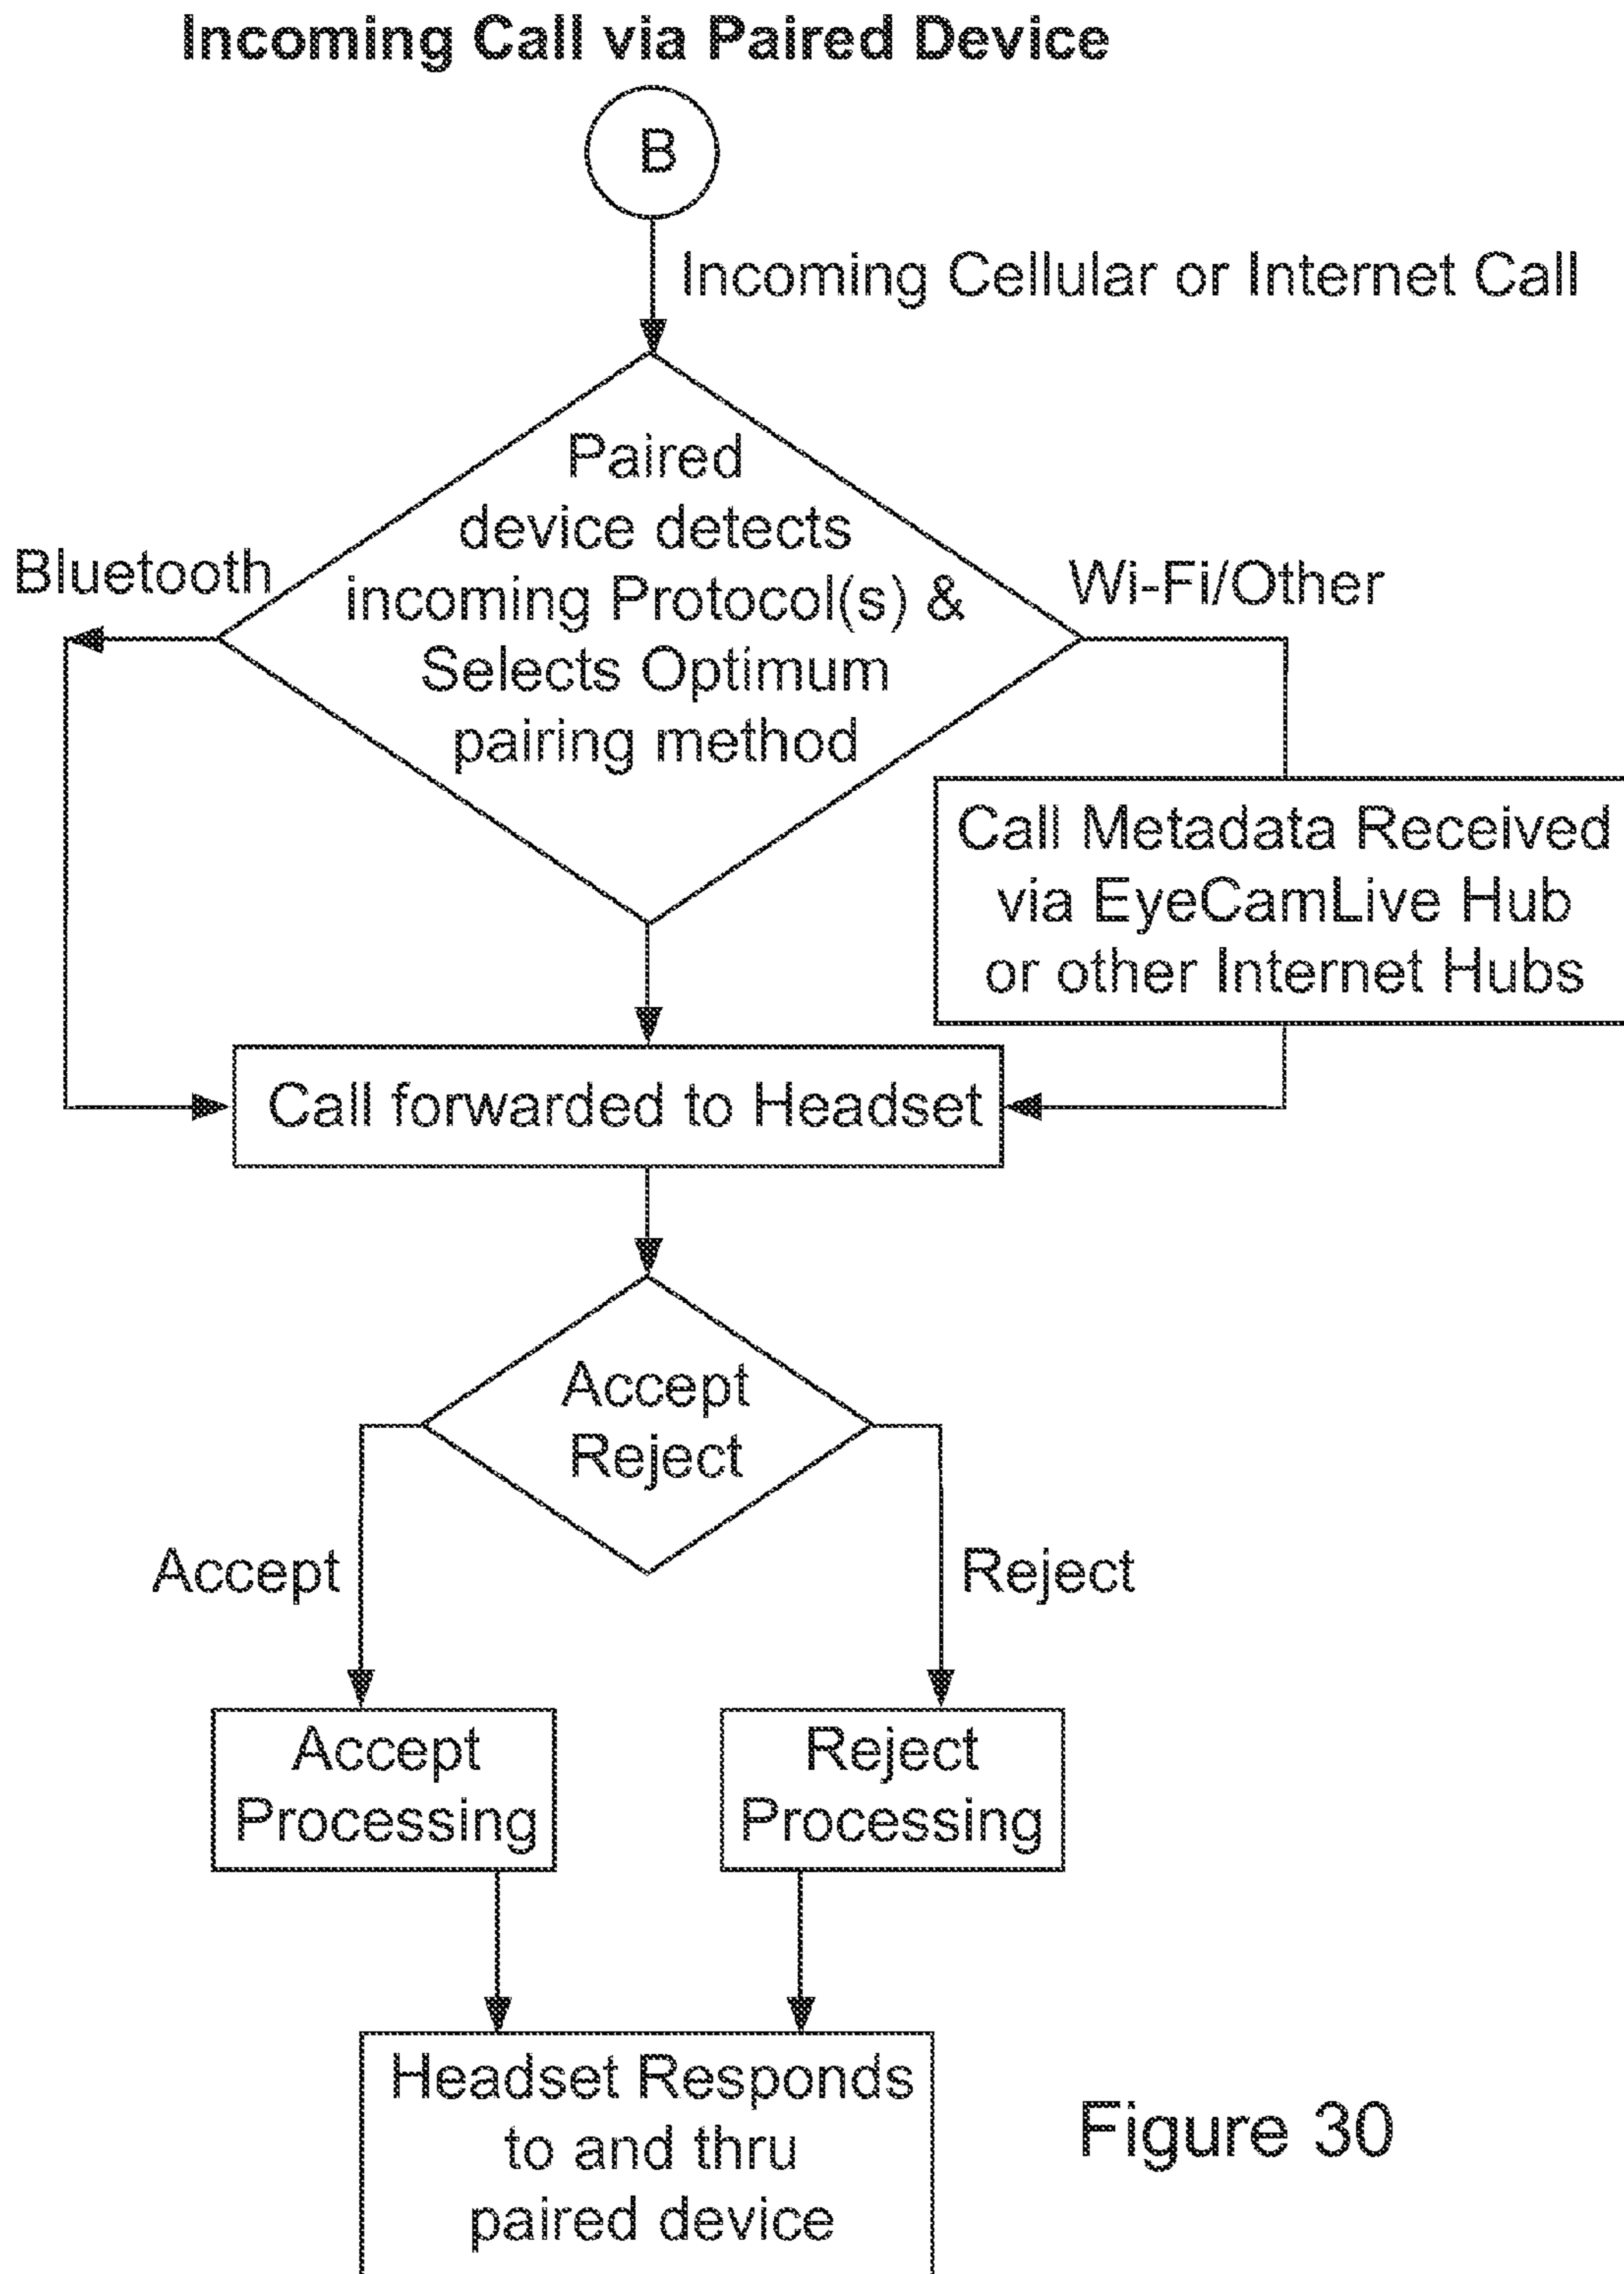 Incoming Call via Paired Device
B
Incoming Cellular or Internet Call
Paired
device detects
incoming Protocol(s) &
Selects Optimum
pairing method
Bluetooth
Wi-Fi/Other
Call Metadata Received
via EyeCamLive Hub
or other Internet Hubs
Call forwarded to Headset
Accept
Reject
Accept
Reject
Accept
Processing
Reject
Processing
Headset Responds
to and thru
paired device
Figure 30